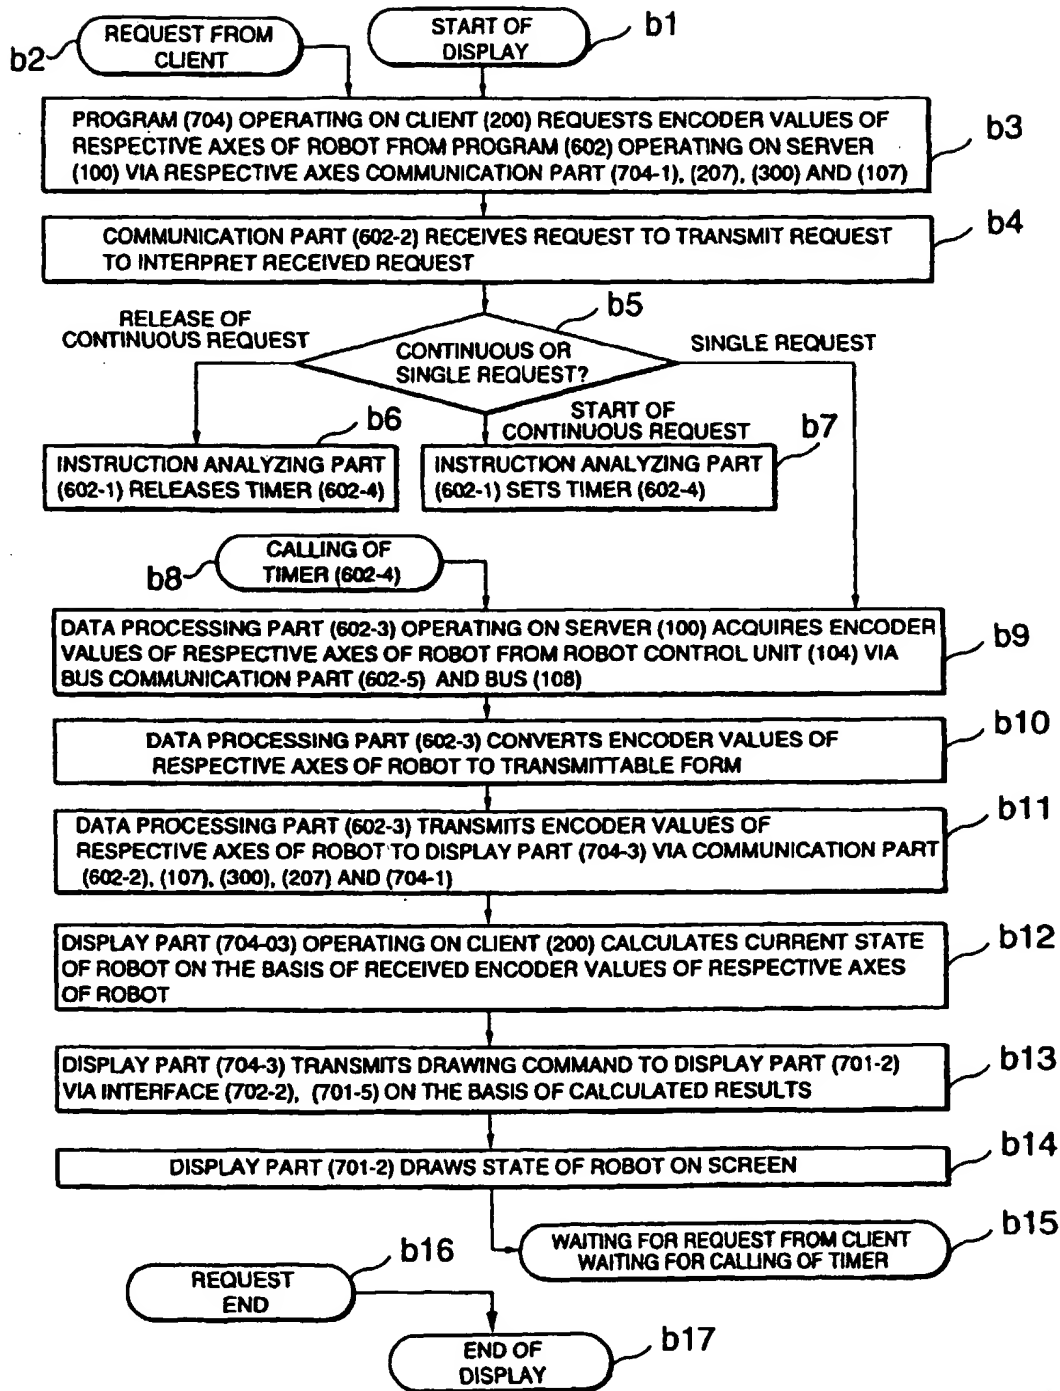 REQUEST FROM
CLIENT
b2
START OF
DISPLAY
b1
PROGRAM (704) OPERATING ON CLIENT (200) REQUESTS ENCODER VALUES OF
RESPECTIVE AXES OF ROBOT FROM PROGRAM (602) OPERATING ON SERVER
(100) VIA RESPECTIVE AXES COMMUNICATION PART (704-1), (207), (300) AND (107)
b3
COMMUNICATION PART (602-2) RECEIVES REQUEST TO TRANSMIT REQUEST
TO INTERPRET RECEIVED REQUEST
b4
RELEASE OF
CONTINUOUS REQUEST
CONTINUOUS OR
SINGLE REQUEST?
b5
SINGLE REQUEST
START OF
CONTINUOUS REQUEST
b6
INSTRUCTION ANALYZING PART
(602-1) RELEASES TIMER (602-4)
b7
INSTRUCTION ANALYZING PART
(602-1) SETS TIMER (602-4)
b8
CALLING OF
TIMER (602-4)
DATA PROCESSING PART (602-3) OPERATING ON SERVER (100) ACQUIRES ENCODER
VALUES OF RESPECTIVE AXES OF ROBOT FROM ROBOT CONTROL UNIT (104) VIA
BUS COMMUNICATION PART (602-5) AND BUS (108)
b9
DATA PROCESSING PART (602-3) CONVERTS ENCODER VALUES OF
RESPECTIVE AXES OF ROBOT TO TRANSMITTABLE FORM
b10
DATA PROCESSING PART (602-3) TRANSMITS ENCODER VALUES OF
RESPECTIVE AXES OF ROBOT TO DISPLAY PART (704-3) VIA COMMUNICATION PART
(602-2), (107), (300), (207) AND (704-1)
b11
DISPLAY PART (704-03) OPERATING ON CLIENT (200) CALCULATES CURRENT STATE
OF ROBOT ON THE BASIS OF RECEIVED ENCODER VALUES OF RESPECTIVE AXES
OF ROBOT
b12
DISPLAY PART (704-3) TRANSMITS DRAWING COMMAND TO DISPLAY PART (701-2)
VIA INTERFACE (702-2), (701-5) ON THE BASIS OF CALCULATED RESULTS
b13
DISPLAY PART (701-2) DRAWS STATE OF ROBOT ON SCREEN
b14
WAITING FOR REQUEST FROM CLIENT
WAITING FOR CALLING OF TIMER
b15
REQUEST
END
b16
END OF
DISPLAY
b17